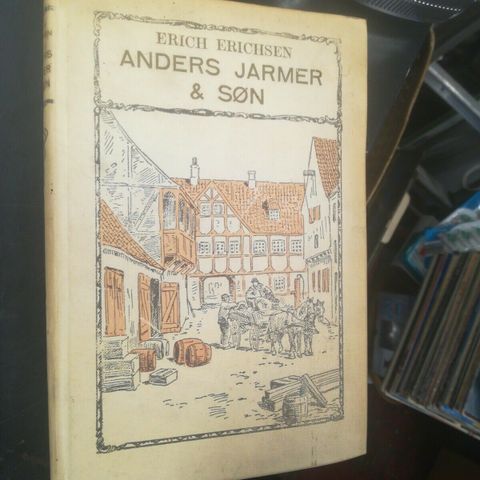 ERICH ERICHSEN
ANDERS JARMER
& SØN